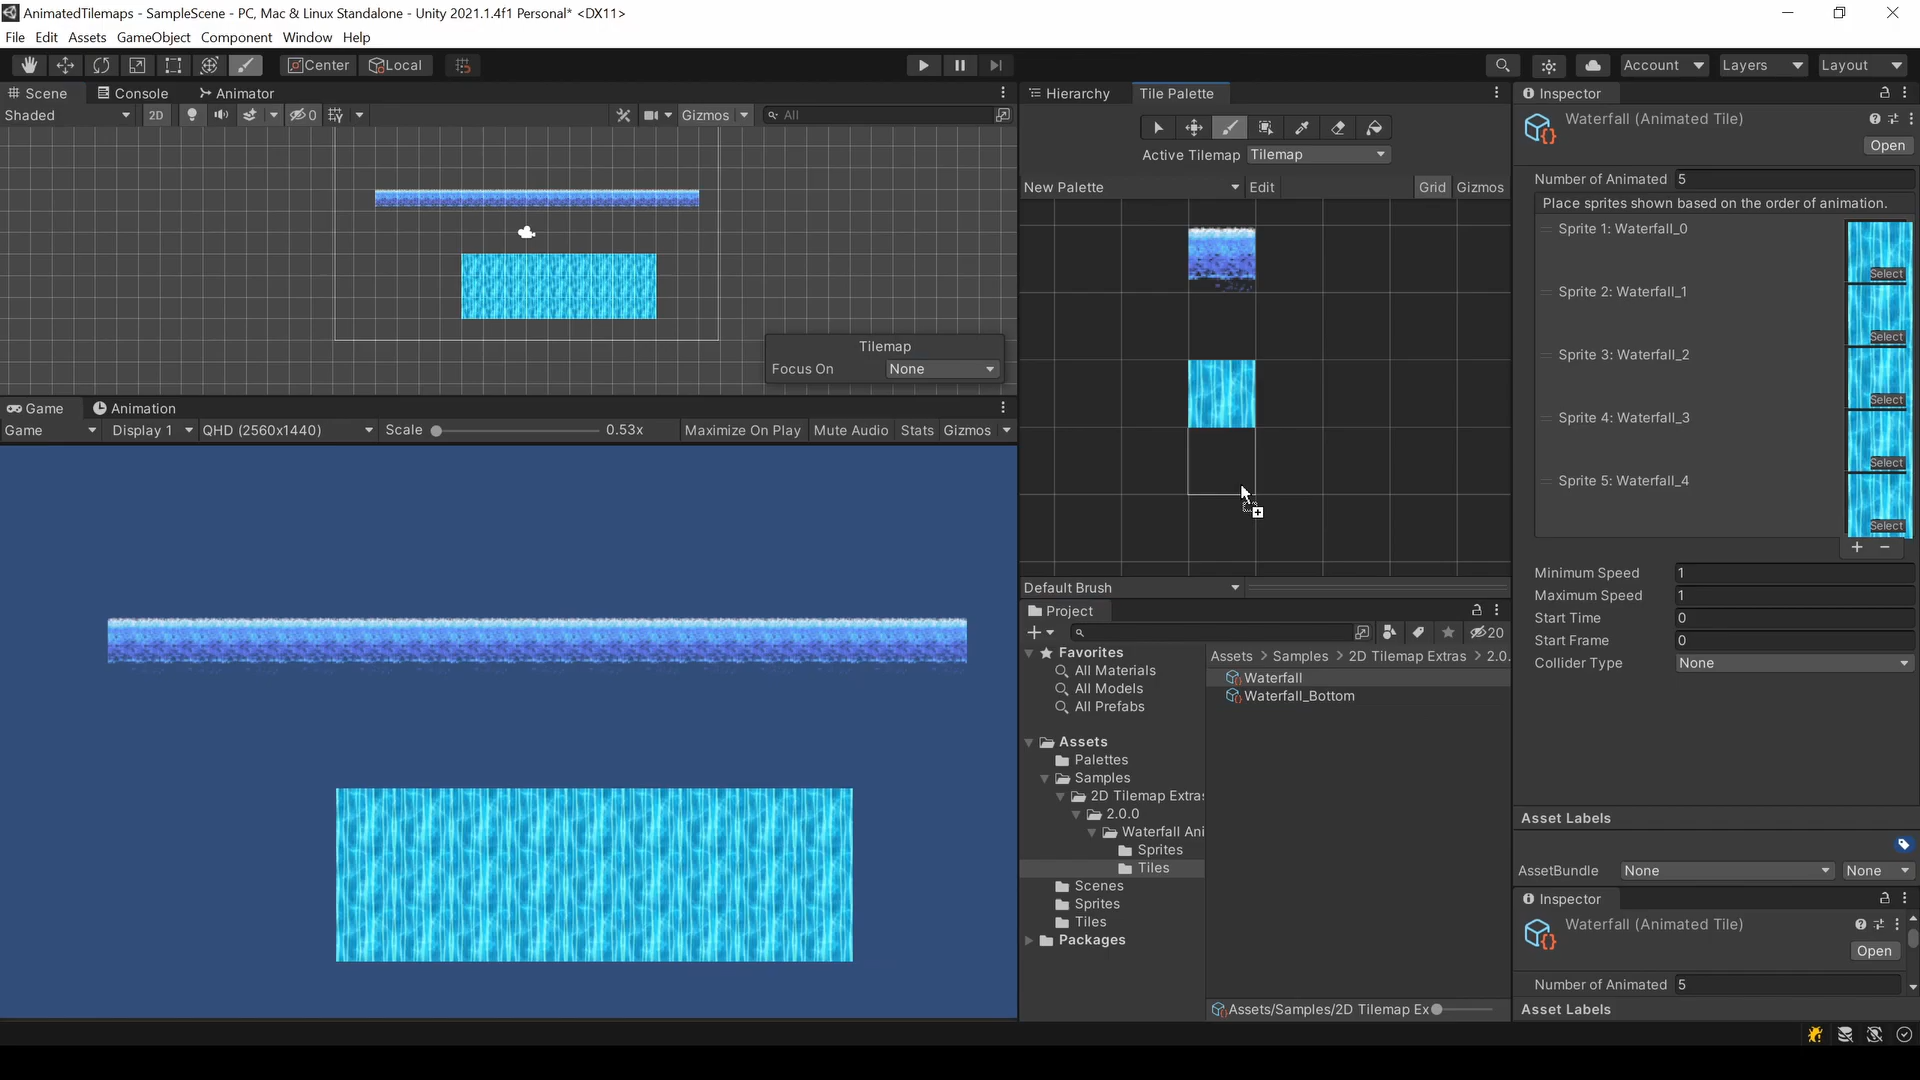 AnimatedTilemaps - SampleScene - PC, Mac & Linux Standalone - Unity 2021.1.4f1 Personal* <DX11>
File Edit Assets GameObject Component Window Help
Center Local Account Layers Layout
Scene Console Animator
Shaded 2D 0 Gizmos All
Tilemap
Focus On None
Game Animation
Game Display 1 QHD (2560x1440) Scale 0.53x Maximize On Play Mute Audio Stats Gizmos
Hierarchy Tile Palette
Active Tilemap Tilemap
New Palette Edit Grid Gizmos
Default Brush
Project
20
Favorites
All Materials
All Models
All Prefabs
Assets
Palettes
Samples
2D Tilemap Extras
2.0.0
Waterfall Ani
Sprites
Tiles
Scenes
Sprites
Tiles
Packages
Assets > Samples > 2D Tilemap Extras > 2.0.
Waterfall
Waterfall_Bottom
Assets/Samples/2D Tilemap Ex
Inspector
Waterfall (Animated Tile)
Open
Number of Animated 5
Place sprites shown based on the order of animation.
Sprite 1: Waterfall_0
Select
Sprite 2: Waterfall_1
Select
Sprite 3: Waterfall_2
Select
Sprite 4: Waterfall_3
Select
Sprite 5: Waterfall_4
Select
Minimum Speed 1
Maximum Speed 1
Start Time 0
Start Frame 0
Collider Type None
Asset Labels
AssetBundle None None
Inspector
Waterfall (Animated Tile)
Open
Number of Animated 5
Asset Labels